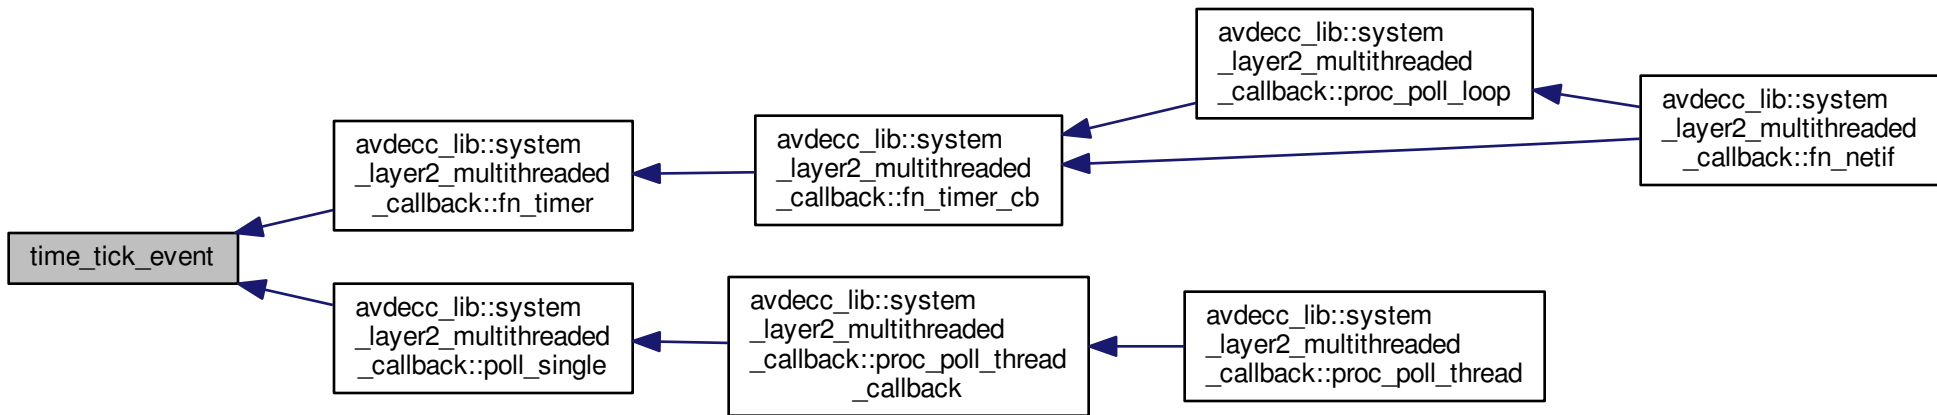 time_tick_event
avdecc_lib::system
_layer2_multithreaded
_callback::fn_timer
avdecc_lib::system
_layer2_multithreaded
_callback::fn_timer_cb
avdecc_lib::system
_layer2_multithreaded
_callback::proc_poll_loop
avdecc_lib::system
_layer2_multithreaded
_callback::fn_netif
avdecc_lib::system
_layer2_multithreaded
_callback::poll_single
avdecc_lib::system
_layer2_multithreaded
_callback::proc_poll_thread
_callback
avdecc_lib::system
_layer2_multithreaded
_callback::proc_poll_thread